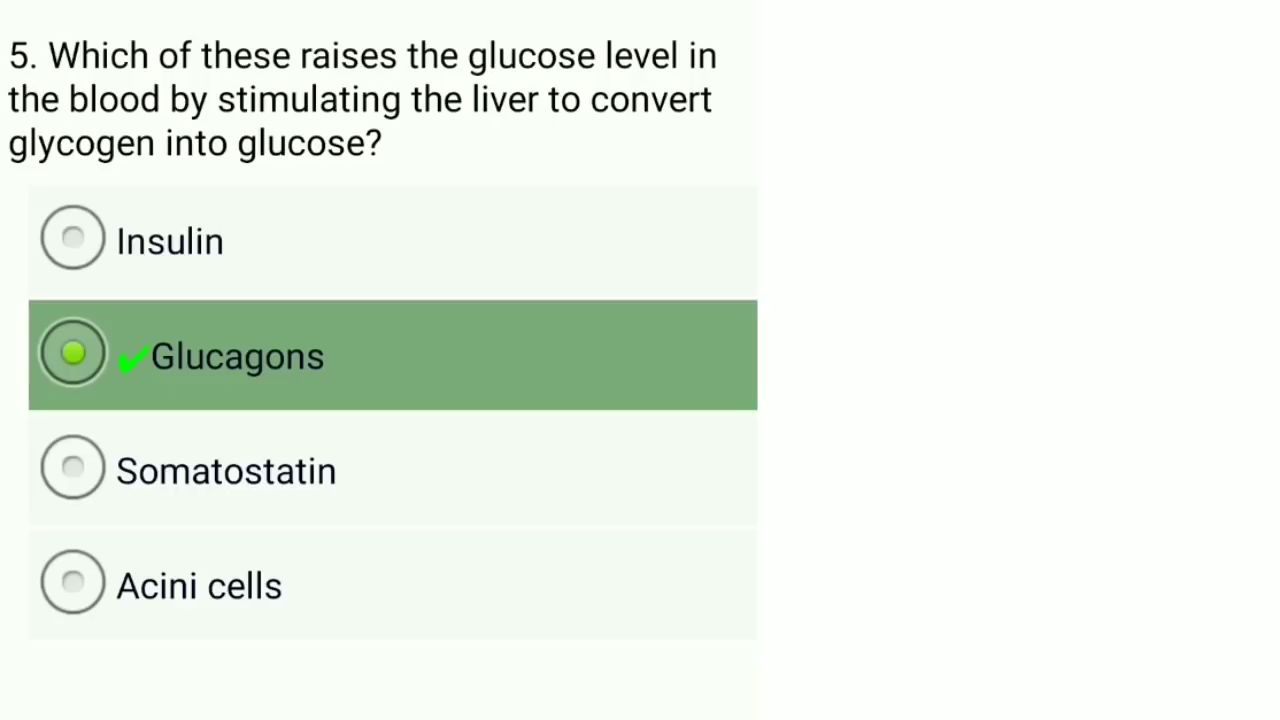 5. Which of these raises the glucose level in
the blood by stimulating the liver to convert
glycogen into glucose?
Insulin
✔Glucagons
Somatostatin
Acini cells